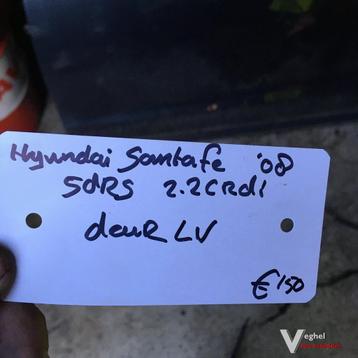 Hyundai Santafe '08
5dRS 2.2CRdi
deuR LV
€150
Veghel